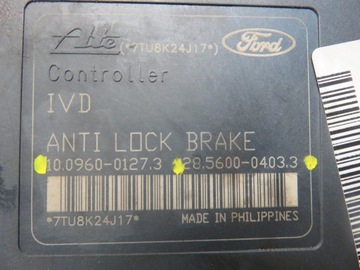 Ate (*7TU8K24J17*) Ford
Controller
IVD
ANTI LOCK BRAKE
10.0960-0127.3 28.5600-0403.3
*7TU8K24J17* MADE IN PHILIPPINES